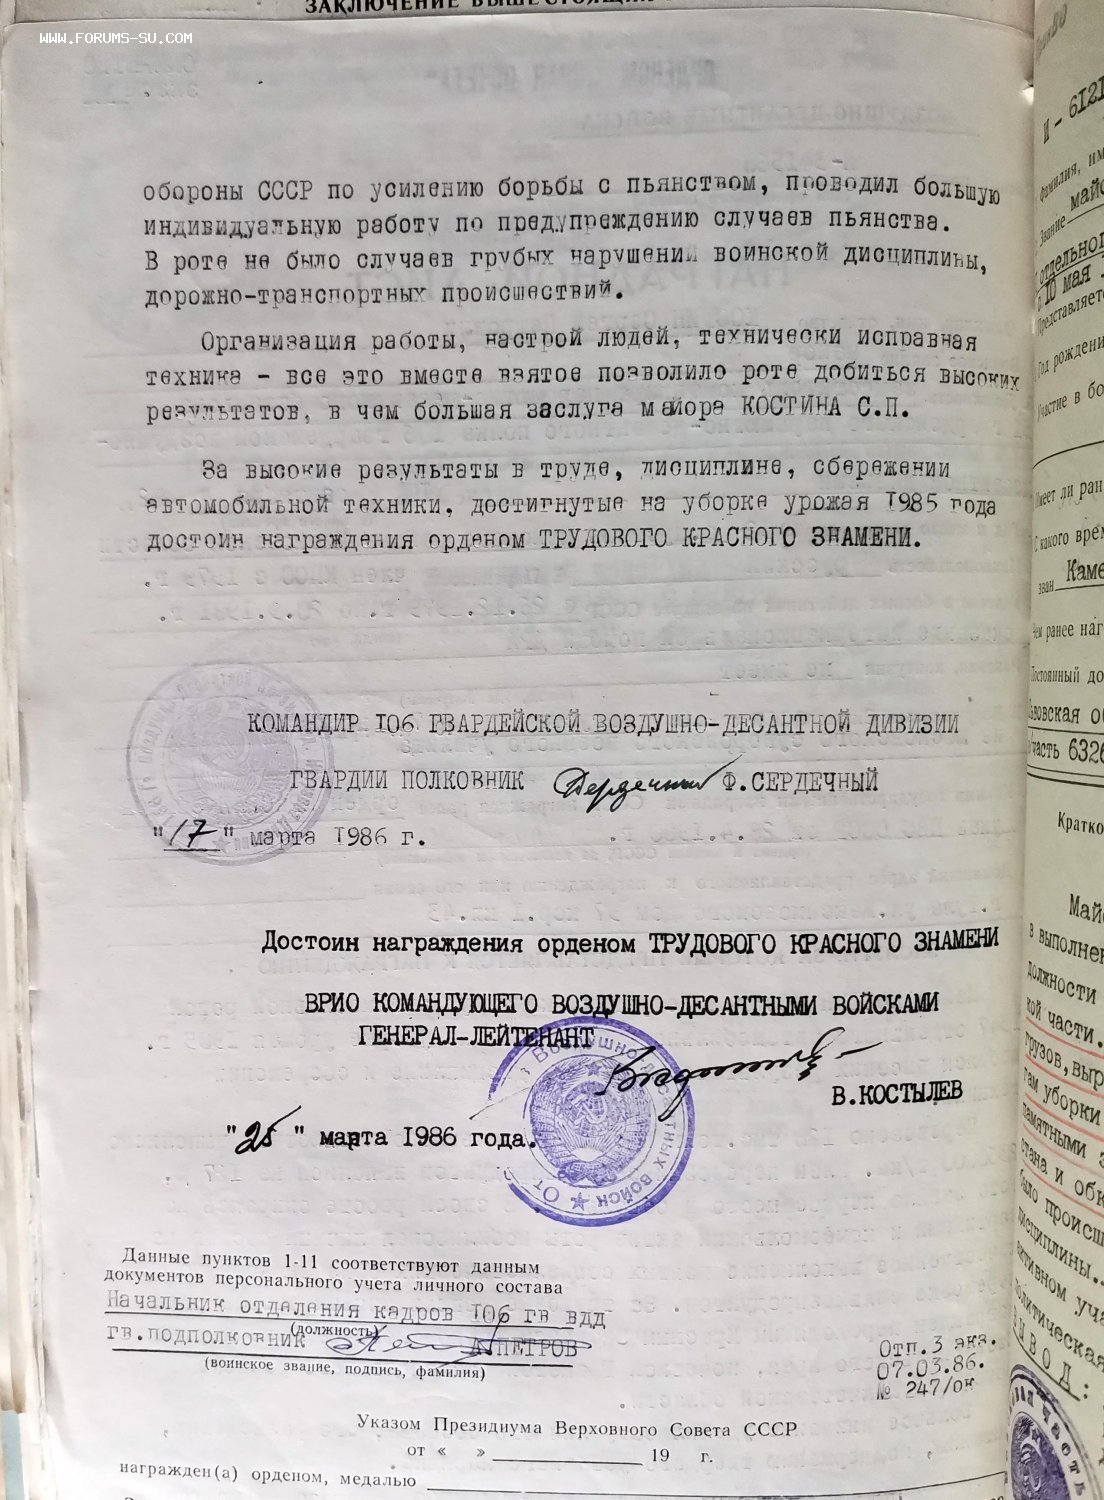 WWW.FORUMS-SU.COM
обороны СССР по усилению борьбы с пьянством, проводил большую
индивидуальную работу по предупреждению случаев пьянства.
В роте не было случаев грубых нарушений воинской дисциплины,
дорожно-транспортных происшествий.
Организация работы, настрой людей, технически исправная
техника - все это вместе взятое позволило роте добиться высоких
результатов, в чем большая заслуга майора КОСТИНА С.П.
За высокие результаты в труде, дисциплине, сбережении
автомобильной техники, достигнутые на уборке урожая 1985 года
достоин награждения орденом ТРУДОВОГО КРАСНОГО ЗНАМЕНИ.
КОМАНДИР 106 ГВАРДЕЙСКОЙ ВОЗДУШНО-ДЕСАНТНОЙ ДИВИЗИИ
ГВАРДИИ ПОЛКОВНИК Ф.СЕРДЕЧНЫЙ
"17" марта 1986 г.
Достоин награждения орденом ТРУДОВОГО КРАСНОГО ЗНАМЕНИ
ВРИО КОМАНДУЮЩЕГО ВОЗДУШНО-ДЕСАНТНЫМИ ВОЙСКАМИ
ГЕНЕРАЛ-ЛЕЙТЕНАНТ
В.КОСТЫЛЕВ
"25" марта 1986 года.
Данные пунктов 1-11 соответствуют данным
документов персонального учета личного состава
Начальник отделения кадров 106 гв вдд
(должность)
гв.подполковник А.ПЕТРОВ
(воинское звание, подпись, фамилия)
Отп.3 экз.
07.03.86.
№ 247/ок
Указом Президиума Верховного Совета СССР
от « » 19 г.
награжден(а) орденом, медалью